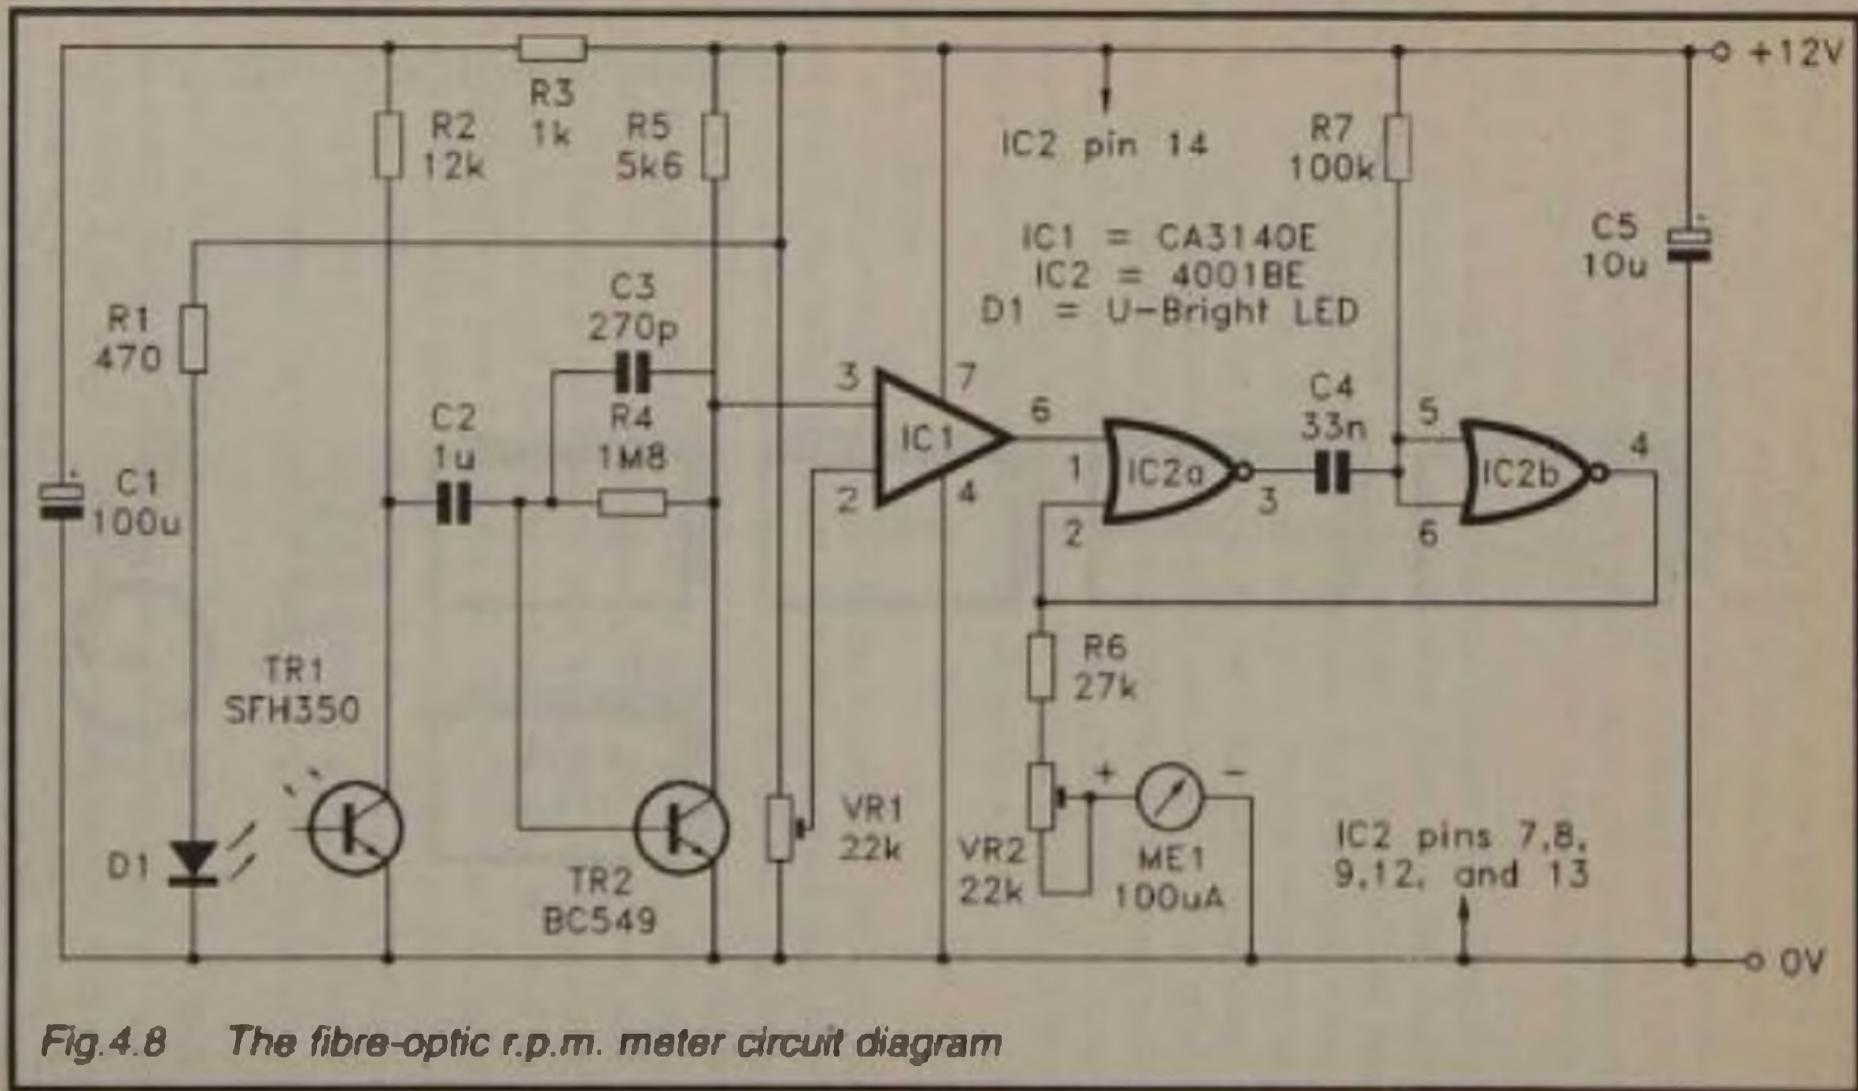 +12V
R3
1k
R2
12k
R5
5k6
IC2 pin 14
R7
100k
C5
10u
IC1 = CA3140E
IC2 = 4001BE
D1 = U-Bright LED
R1
470
C3
270p
C1
100u
C2
1u
R4
1M8
3
7
IC1
2
4
6
1
2
IC2a
3
C4
33n
5
6
IC2b
4
TR1
SFH350
R6
27k
D1
TR2
BC549
VR1
22k
VR2
22k
+
-
ME1
100uA
IC2 pins 7,8,
9,12, and 13
0V
Fig.4.8 The fibre-optic r.p.m. meter circuit diagram